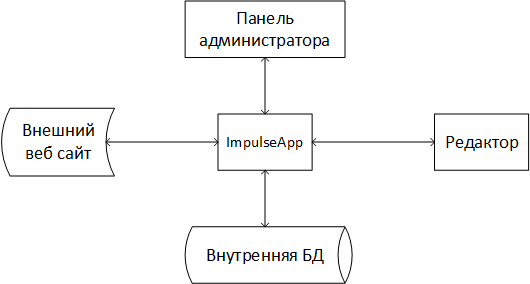 Панель
администратора
Внешний
веб сайт
ImpulseApp
Редактор
Внутренняя БД